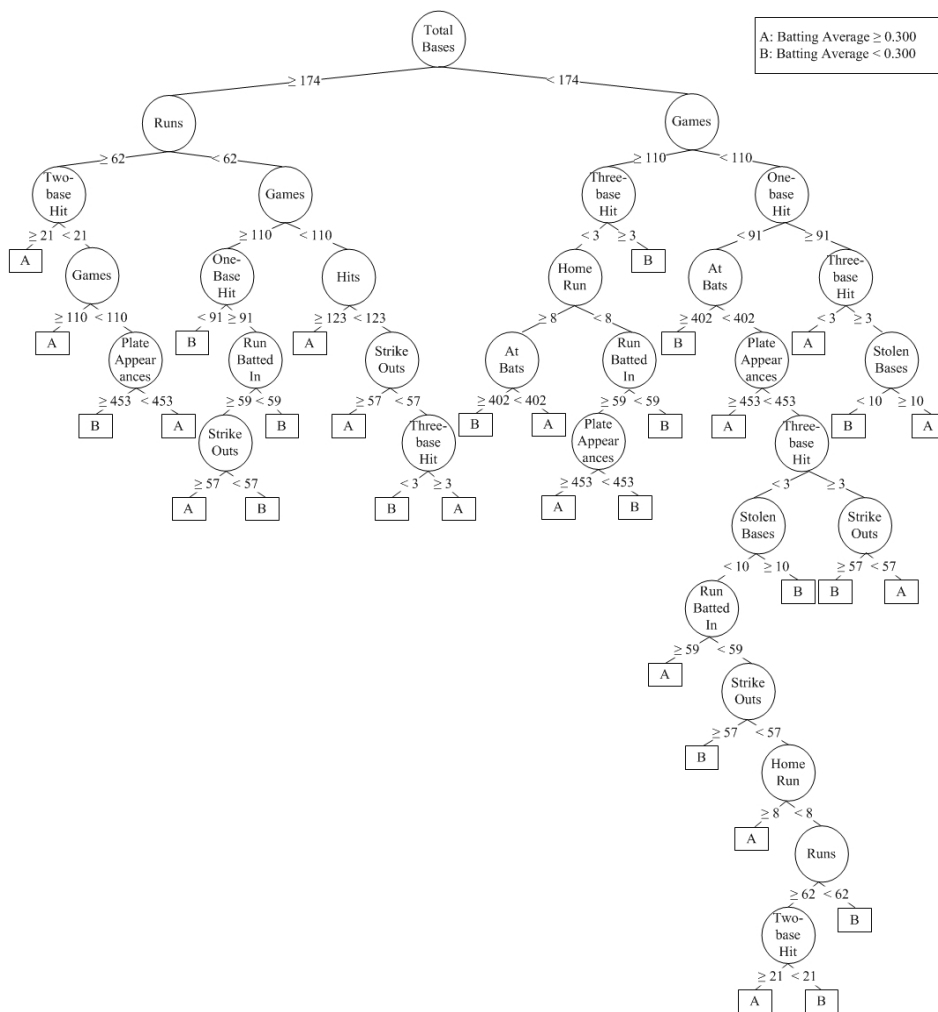 Total
Bases
A: Batting Average ≥ 0.300
B: Batting Average < 0.300
≥ 174
< 174
Runs
Games
≥ 62
< 62
≥ 110
< 110
Two-
base
Hit
Games
Three-
base
Hit
One-
base
Hit
≥ 21
< 21
≥ 110
< 110
< 3
≥ 3
< 91
≥ 91
A
Games
One-
Base
Hit
Hits
Home
Run
B
At
Bats
Three-
base
Hit
≥ 110
< 110
< 91
≥ 91
≥ 123
< 123
≥ 8
< 8
≥ 402
< 402
< 3
≥ 3
A
Plate
Appear
ances
B
Run
Batted
In
A
Strike
Outs
At
Bats
Run
Batted
In
B
Plate
Appear
ances
A
Stolen
Bases
≥ 453
< 453
≥ 59
< 59
≥ 57
< 57
≥ 402
< 402
≥ 59
< 59
≥ 453
< 453
< 10
≥ 10
B
A
Strike
Outs
B
A
Three-
base
Hit
B
A
Plate
Appear
ances
B
A
Three-
base
Hit
B
A
≥ 57
< 57
< 3
≥ 3
≥ 453
< 453
< 3
≥ 3
A
B
B
A
A
B
Stolen
Bases
Strike
Outs
< 10
≥ 10
≥ 57
< 57
Run
Batted
In
B
B
A
≥ 59
< 59
A
Strike
Outs
≥ 57
< 57
B
Home
Run
≥ 8
< 8
A
Runs
≥ 62
< 62
Two-
base
Hit
B
≥ 21
< 21
A
B